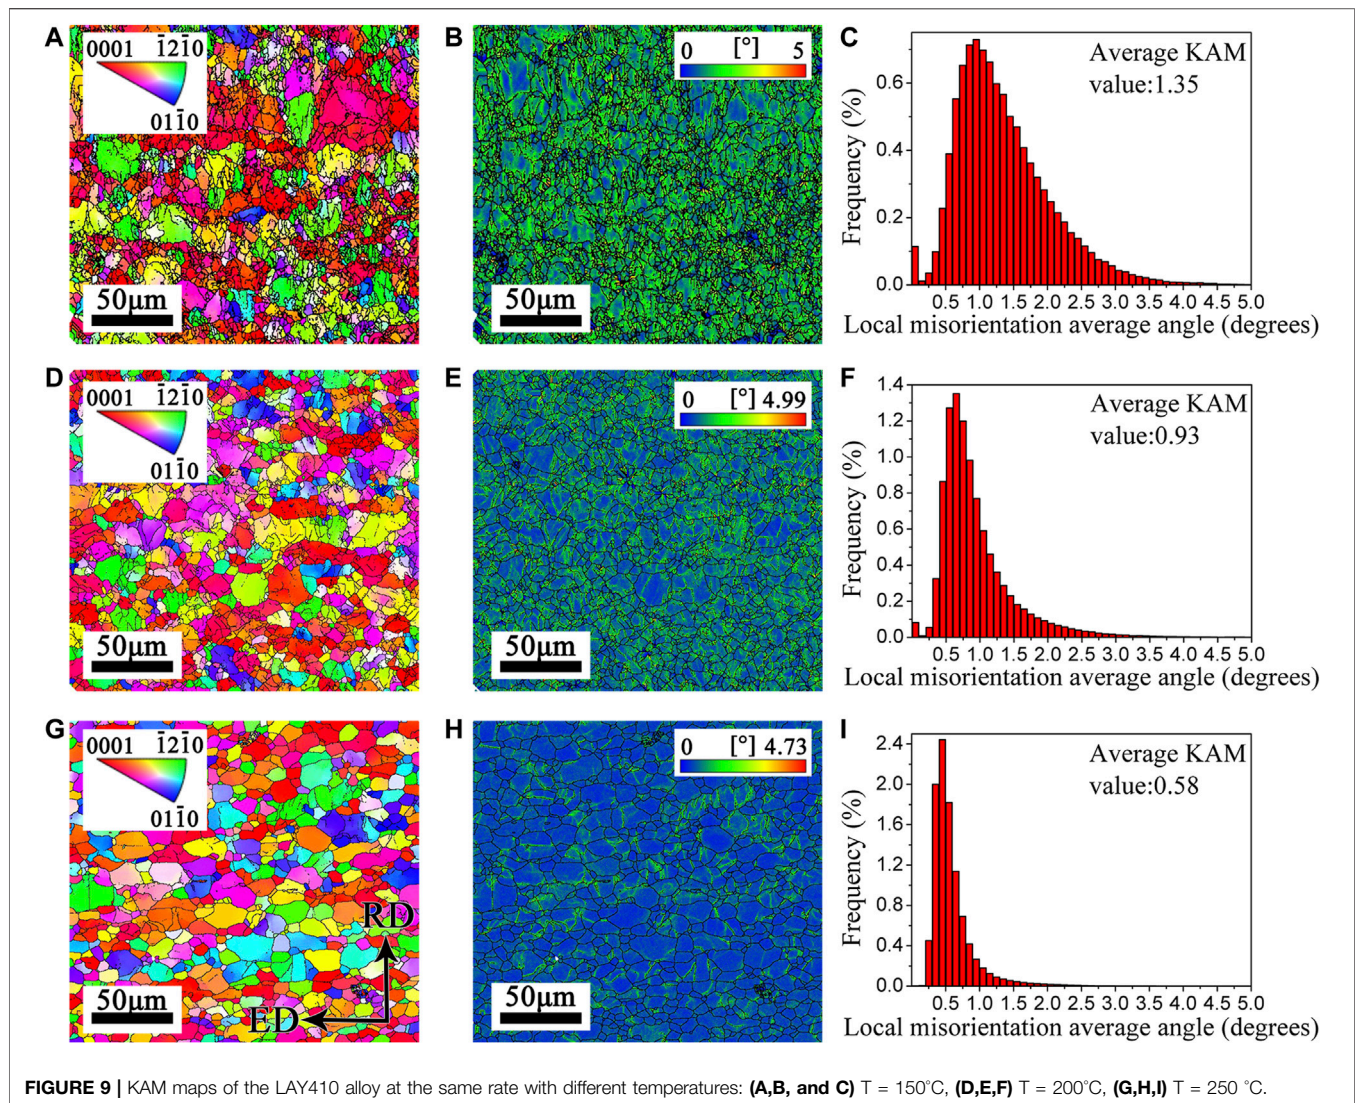 A
0001 1̄21̄0
011̄0
50μm
B
0 [°] 5
C
Average KAM
value:1.35
Frequency (%)
0.6
0.4
0.2
0.0
0.5 1.0 1.5 2.0 2.5 3.0 3.5 4.0 4.5 5.0
Local misorientation average angle (degrees)
D
0001 1̄21̄0
011̄0
50μm
E
0 [°] 4.99
F
Average KAM
value:0.93
Frequency (%)
1.4
1.2
1.0
0.8
0.6
0.4
0.2
0.0
0.5 1.0 1.5 2.0 2.5 3.0 3.5 4.0 4.5 5.0
Local misorientation average angle (degrees)
G
0001 1̄21̄0
011̄0
50μm
RD
ED
H
0 [°] 4.73
50μm
I
Average KAM
value:0.58
Frequency (%)
2.4
2.0
1.6
1.2
0.8
0.4
0.0
0.5 1.0 1.5 2.0 2.5 3.0 3.5 4.0 4.5 5.0
Local misorientation average angle (degrees)
50μm
50μm
FIGURE 9 | KAM maps of the LAY410 alloy at the same rate with different temperatures: (A,B, and C) T = 150°C, (D,E,F) T = 200°C, (G,H,I) T = 250 °C.